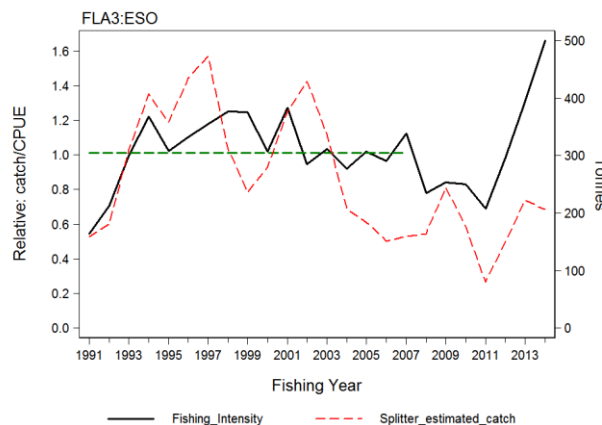 FLA3:ESO
Relative: catch/CPUE
1.6
1.4
1.2
1.0
0.8
0.6
0.4
0.2
0.0
500
400
300
200
100
0
Tonnes
1991 1993 1995 1997 1999 2001 2003 2005 2007 2009 2011 2013
Fishing Year
Fishing_Intensity Splitter_estimated_catch